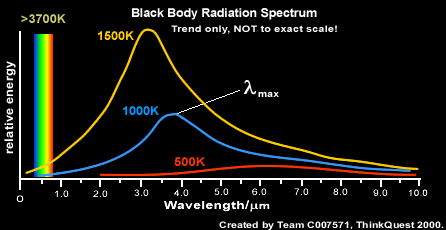 Black Body Radiation Spectrum
>3700K
Trend only, NOT to exact scale!
1500K
λmax
1000K
500K
relative energy
O 1.0 2.0 3.0 4.0 5.0 6.0 7.0 8.0 9.0 10.0
Wavelength/μm
Created by Team C007571, ThinkQuest 2000.